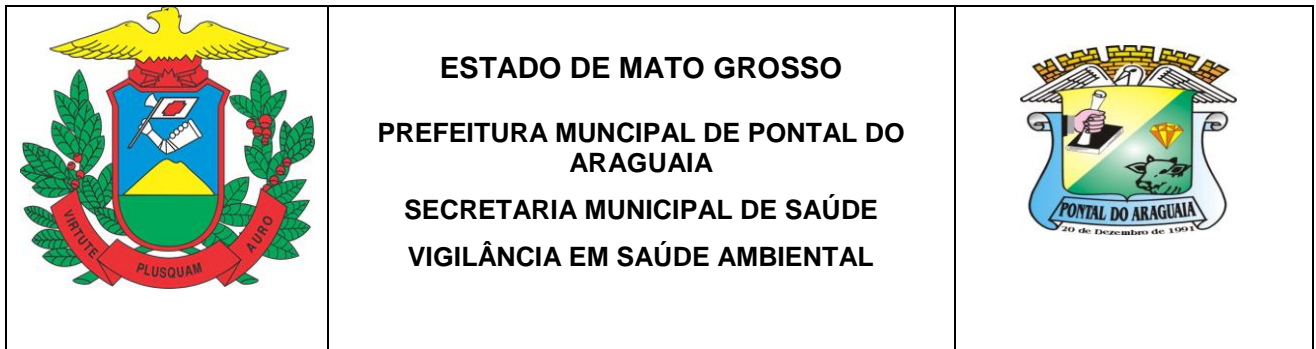 VIRTUTE
PLUSQUAM
AURO
ESTADO DE MATO GROSSO
PREFEITURA MUNCIPAL DE PONTAL DO
ARAGUAIA
SECRETARIA MUNICIPAL DE SAÚDE
VIGILÂNCIA EM SAÚDE AMBIENTAL
PONTAL DO ARAGUAIA
20 de Dezembro de 1991